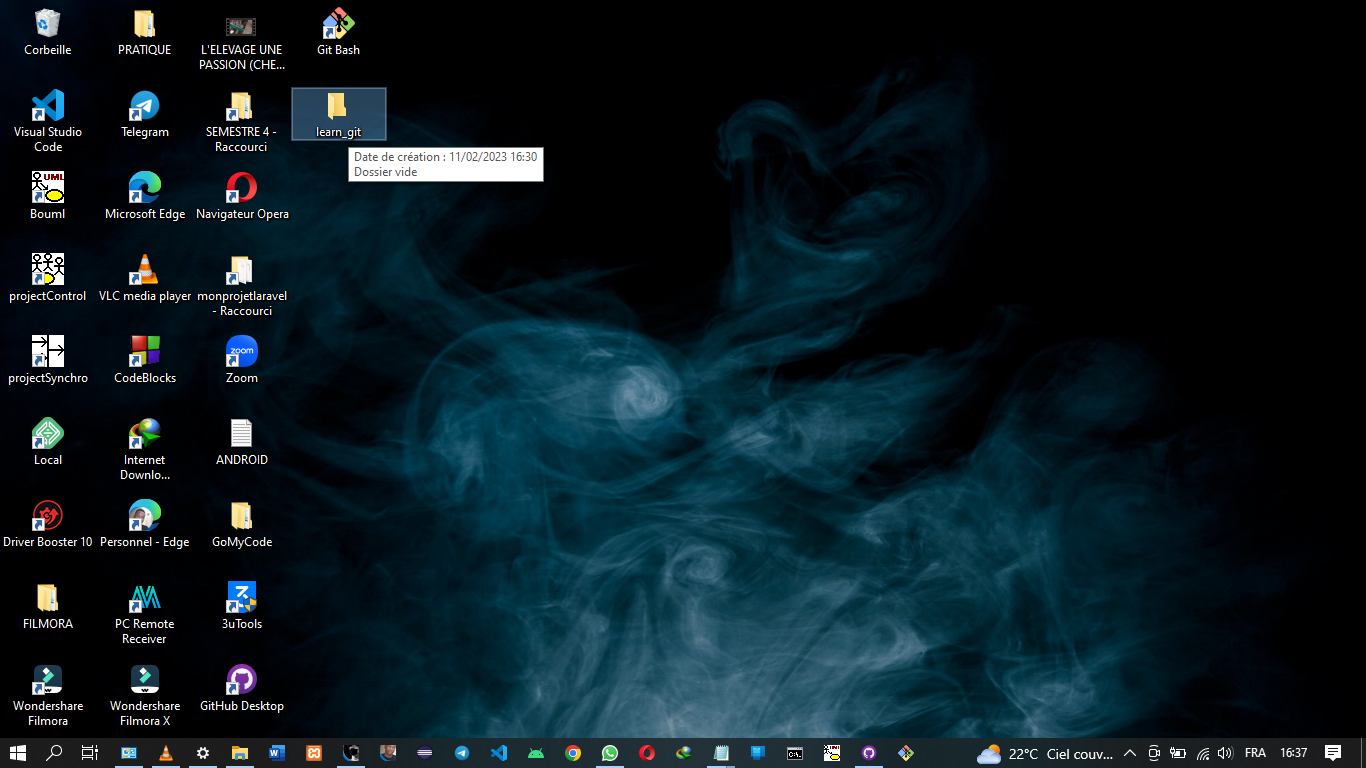 Corbeille
PRATIQUE
L'ELEVAGE UNE
PASSION (CHE...
Git Bash
Visual Studio
Code
Telegram
SEMESTRE 4 -
Raccourci
learn_git
Date de création : 11/02/2023 16:30
Dossier vide
UML
Bouml
Microsoft Edge
Navigateur Opera
projectControl
VLC media player
monprojetlaravel
- Raccourci
projectSynchro
CodeBlocks
zoom
Zoom
Local
Internet
Downlo...
ANDROID
Driver Booster 10
Personnel - Edge
GoMyCode
FILMORA
PC Remote
Receiver
3uTools
Wondershare
Filmora
Wondershare
Filmora X
GitHub Desktop
22°C Ciel couv...
FRA
16:37